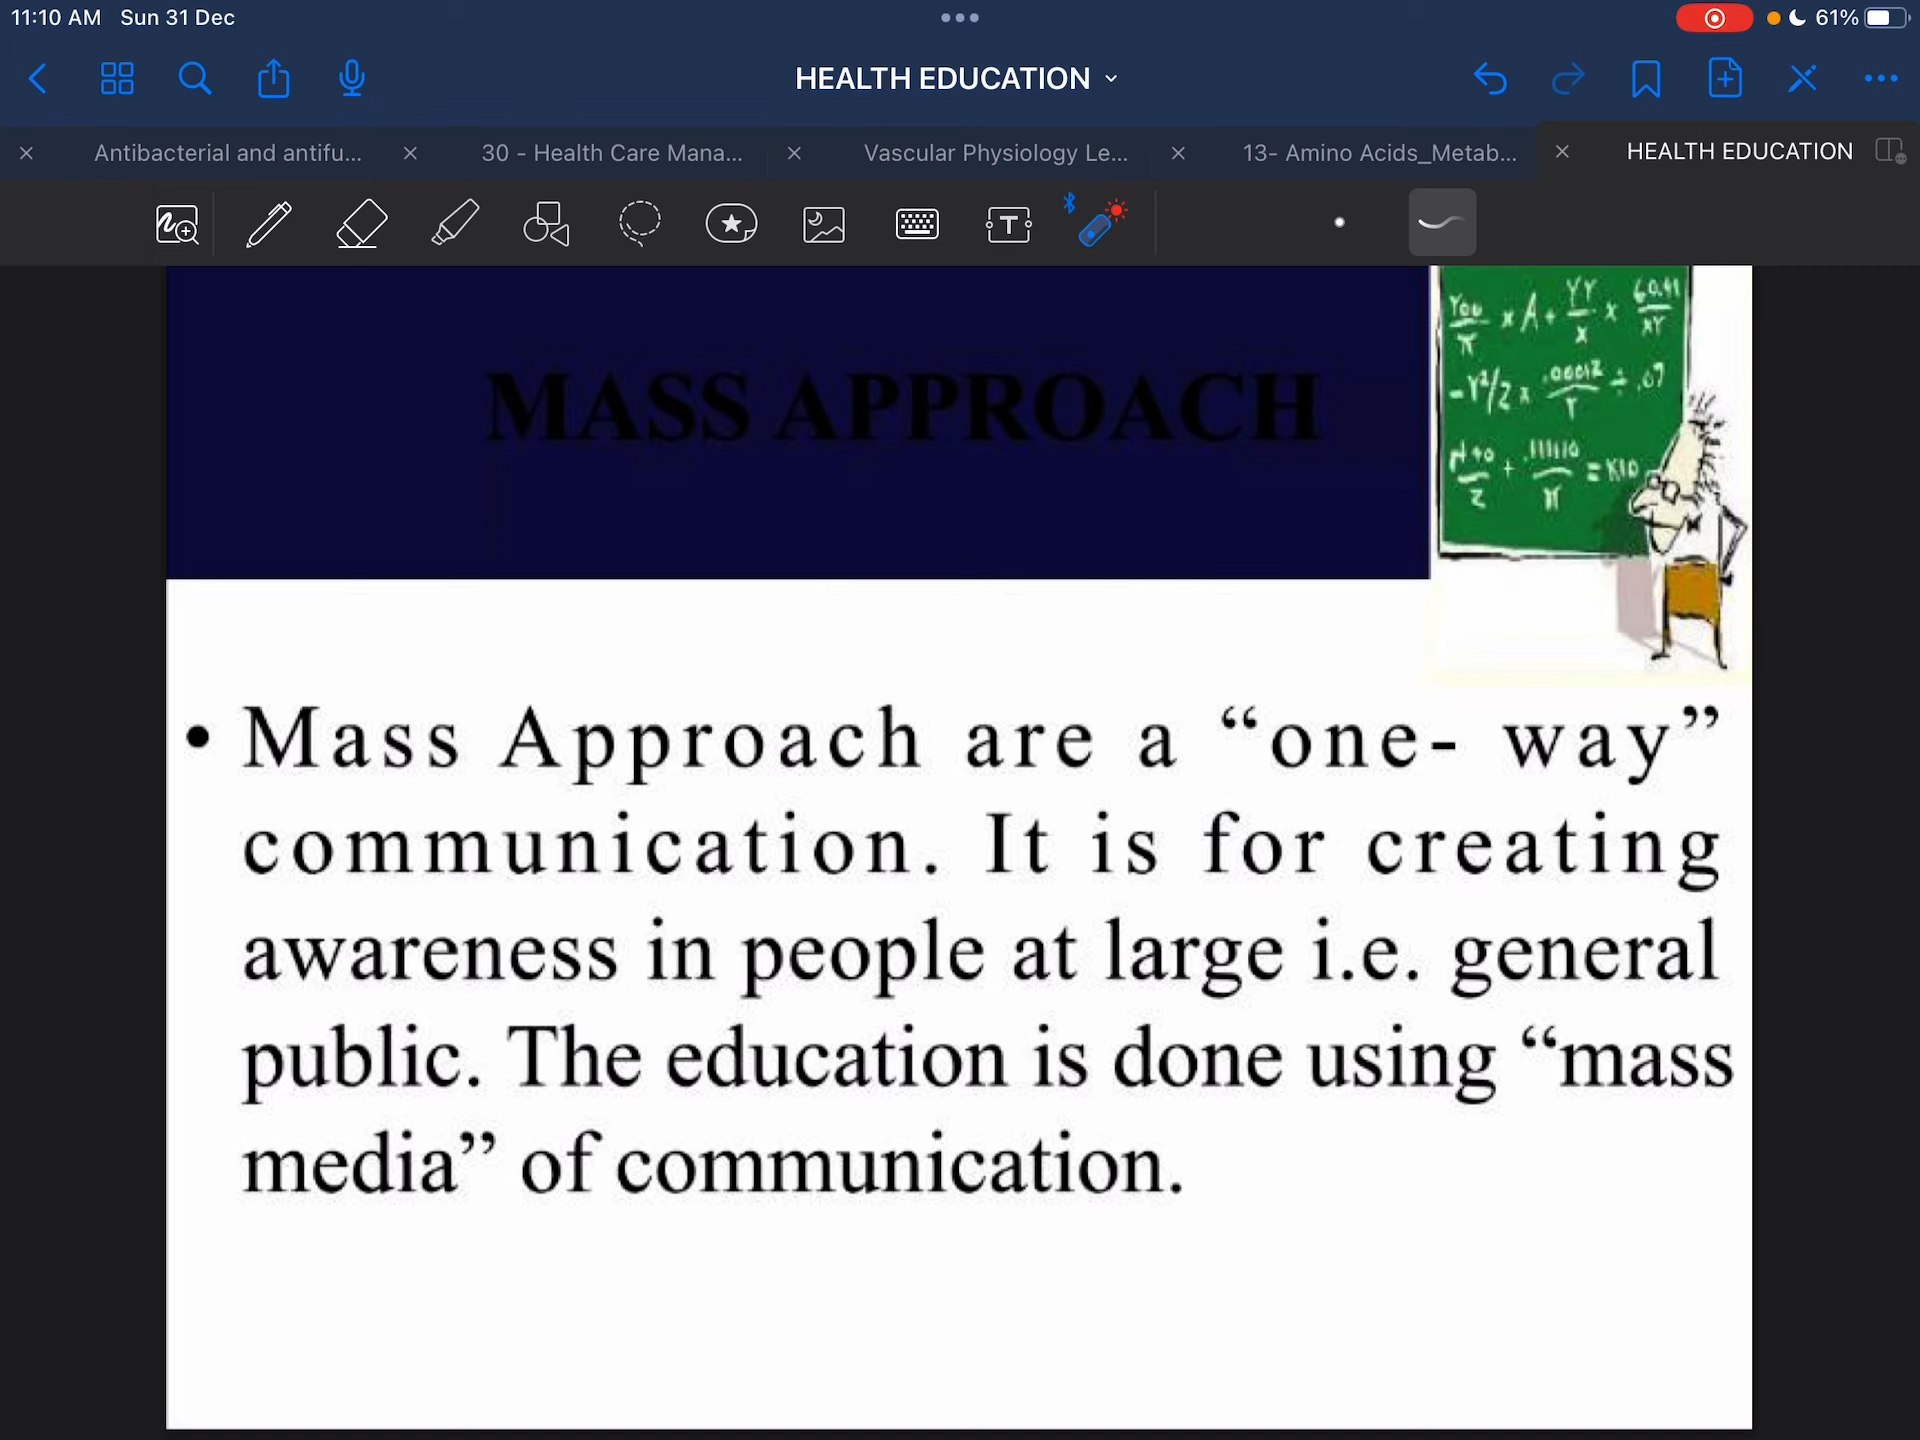 11:10 AM Sun 31 Dec
61%
HEALTH EDUCATION
Antibacterial and antifu...
30 - Health Care Mana...
Vascular Physiology Le...
13- Amino Acids_Metab...
HEALTH EDUCATION
MASS APPROACH
• Mass Approach are a “one- way”
communication. It is for creating
awareness in people at large i.e. general
public. The education is done using “mass
media” of communication.